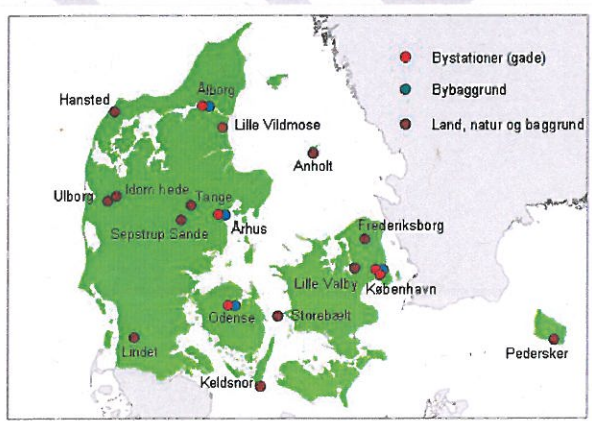 Bystationer (gade)
Bybaggrund
Land, natur og baggrund
Ålborg
Hansted
Lille Vildmose
Anholt
Idom hede
Ulborg
Tange
Århus
Sepstrup Sande
Frederiksborg
Lille Valby
København
Odense
Storebælt
Lindet
Keldsnor
Pedersker